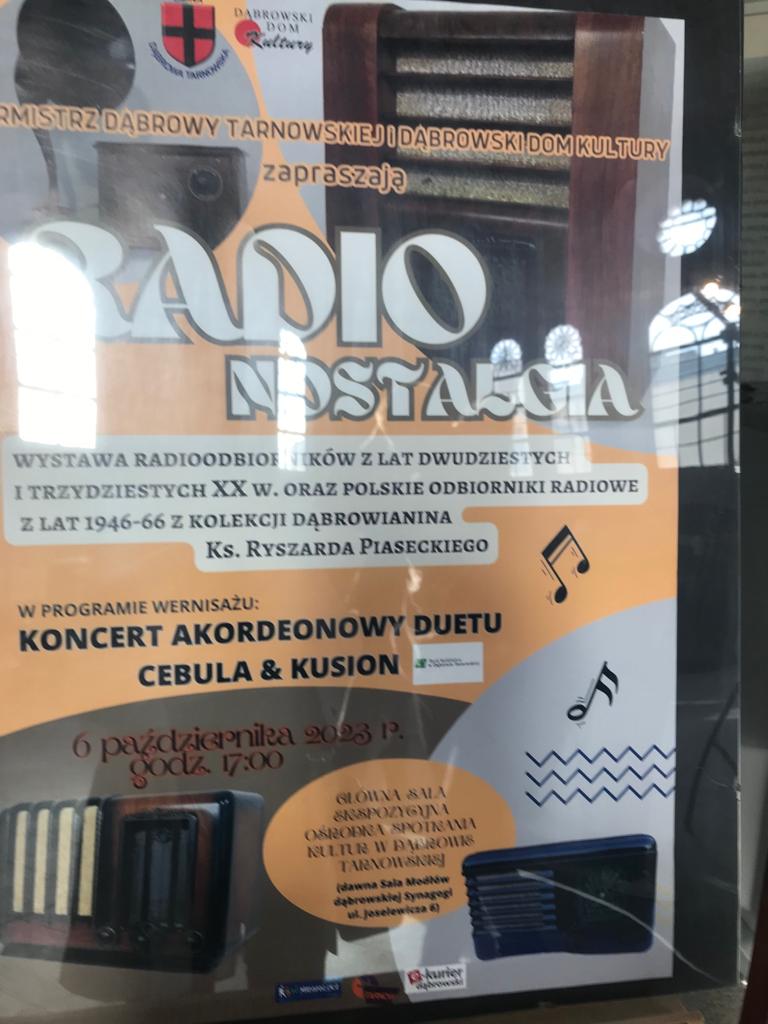 DĄBROWA TARNOWSKA
DĄBROWSKI
DOM
Kultury
RMISTRZ DĄBROWY TARNOWSKIEJ I DĄBROWSKI DOM KULTURY
zapraszają
RADIO
NOSTALGIA
WYSTAWA RADIOODBIORNIKÓW Z LAT DWUDZIESTYCH
I TRZYDZIESTYCH XX W. ORAZ POLSKIE ODBIORNIKI RADIOWE
Z LAT 1946-66 Z KOLEKCJI DĄBROWIANINA
Ks. RYSZARDA PIASECKIEGO
W PROGRAMIE WERNISAŻU:
KONCERT AKORDEONOWY DUETU
CEBULA & KUSION
6 października 2023 r.
godz. 17:00
GŁÓWNA SALA
EKSPOZYCYJNA
OŚRODKA SPOTKANIA
KULTUR W DĄBROWIE
TARNOWSKIEJ
(dawna Sala Modłów
dąbrowskiej Synagogi
ul. Joselewicza 6)
kurier
dąbrowski